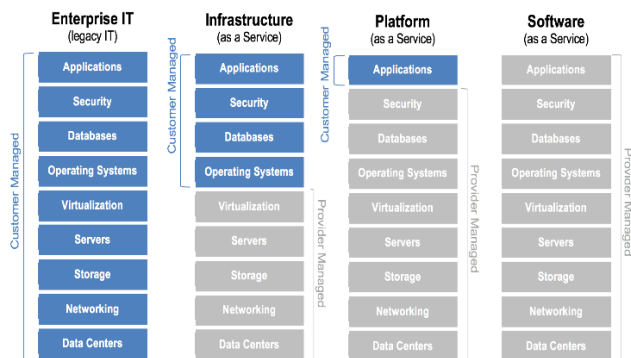 Enterprise IT
(legacy IT)
Customer Managed
Applications
Security
Databases
Operating Systems
Virtualization
Servers
Storage
Networking
Data Centers
Infrastructure
(as a Service)
Customer Managed
Applications
Security
Databases
Operating Systems
Virtualization
Servers
Storage
Networking
Data Centers
Provider Managed
Platform
(as a Service)
Customer Managed
Applications
Security
Databases
Operating Systems
Virtualization
Servers
Storage
Networking
Data Centers
Provider Managed
Software
(as a Service)
Applications
Security
Databases
Operating Systems
Virtualization
Servers
Storage
Networking
Data Centers
Provider Managed